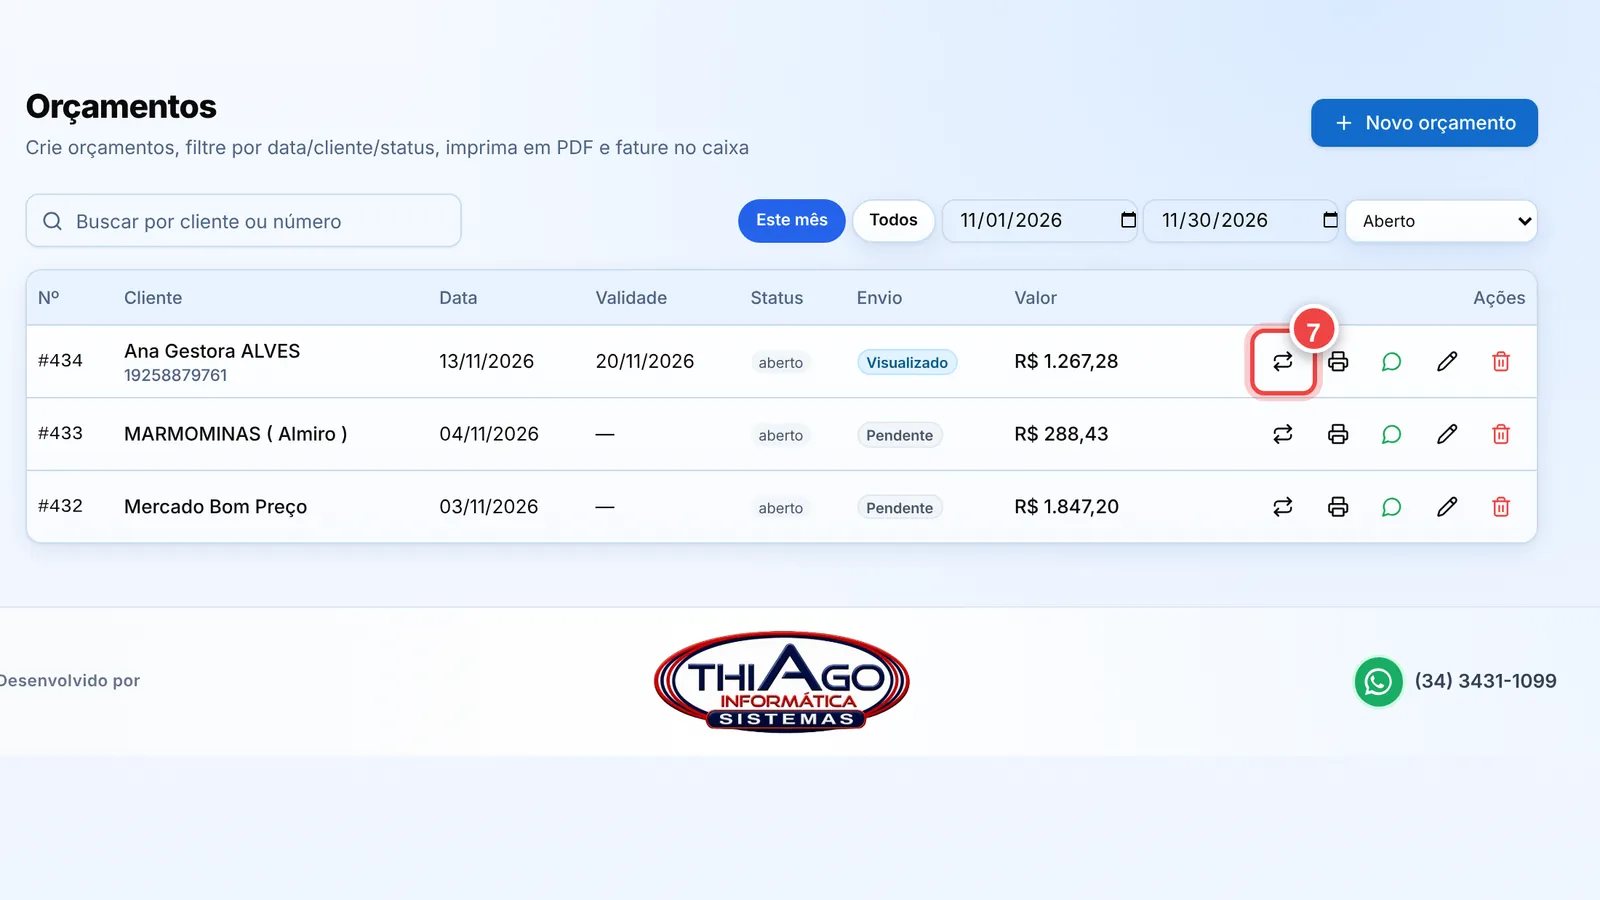 Orçamentos
Crie orçamentos, filtre por data/cliente/status, imprima em PDF e fature no caixa
+ Novo orçamento
Buscar por cliente ou número
Este mês
Todos
11/01/2026
11/30/2026
Aberto
Nº Cliente Data Validade Status Envio Valor Ações
7
#434 Ana Gestora ALVES 13/11/2026 20/11/2026 aberto Visualizado R$ 1.267,28
19258879761
#433 MARMOMINAS ( Almiro ) 04/11/2026 — aberto Pendente R$ 288,43
#432 Mercado Bom Preço 03/11/2026 — aberto Pendente R$ 1.847,20
Desenvolvido por
THIAGO
INFORMÁTICA
SISTEMAS
(34) 3431-1099